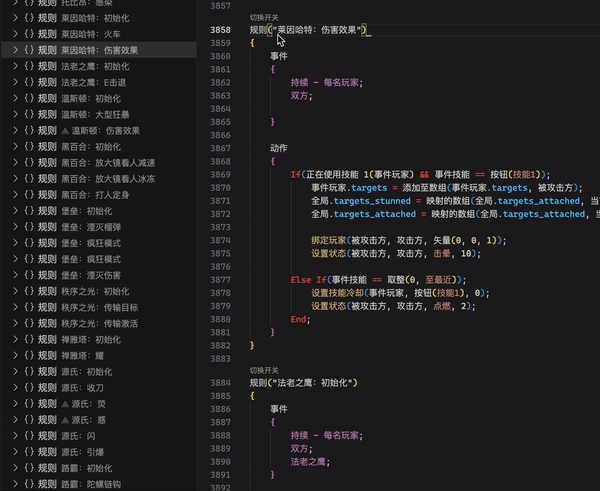 规则 托比昂: 感染
规则 莱因哈特: 初始化
规则 莱因哈特: 火车
规则 莱因哈特: 伤害效果
规则 法老之鹰: 初始化
规则 法老之鹰: E击退
规则 温斯顿: 初始化
规则 温斯顿: 大型狂暴
规则 温斯顿: 伤害效果
规则 黑百合: 初始化
规则 黑百合: 放大镜看人减速
规则 黑百合: 放大镜看人冰冻
规则 黑百合: 打人定身
规则 堡垒: 初始化
规则 堡垒: 湮灭榴弹
规则 堡垒: 疯狂模式
规则 堡垒: 疯狂模式
规则 堡垒: 湮灭伤害
规则 秩序之光: 初始化
规则 秩序之光: 传输目标
规则 秩序之光: 传输激活
规则 禅雅塔: 初始化
规则 禅雅塔: 耀
规则 源氏: 初始化
规则 源氏: 收刀
规则 源氏: 荧
规则 源氏: 惑
规则 源氏: 闪
规则 源氏: 引爆
规则 路霸: 初始化
规则 路霸: 陀螺链钩
3857
切换开关
3858 规则("莱因哈特: 伤害效果")
3859 {
3860 事件
3861 {
3862 持续 - 每名玩家;
3863 双方;
3864
3865 }
3866
3867 动作
3868 {
3869 If(正在使用技能 1(事件玩家) && 事件技能 == 按钮(技能1));
3870 事件玩家.targets = 添加至数组(事件玩家.targets, 被攻击方);
3871 全局.targets_stunned = 映射的数组(全局.targets_attached, 当
3872 全局.targets_attached = 映射的数组(全局.targets_attached, 当
3873
3874 绑定玩家(被攻击方, 攻击方, 矢量(0, 0, 1));
3875 设置状态(被攻击方, 攻击方, 击晕, 10);
3876
3877 Else If(事件技能 == 取整(0, 至最近));
3878 设置技能冷却(事件玩家, 按钮(技能1), 0);
3879 设置状态(被攻击方, 攻击方, 点燃, 2);
3880 End;
3881 }
3882 }
3883
切换开关
3884 规则("法老之鹰: 初始化")
3885 {
3886 事件
3887 {
3888 持续 - 每名玩家;
3889 双方;
3890 法老之鹰;
3891 }
3892